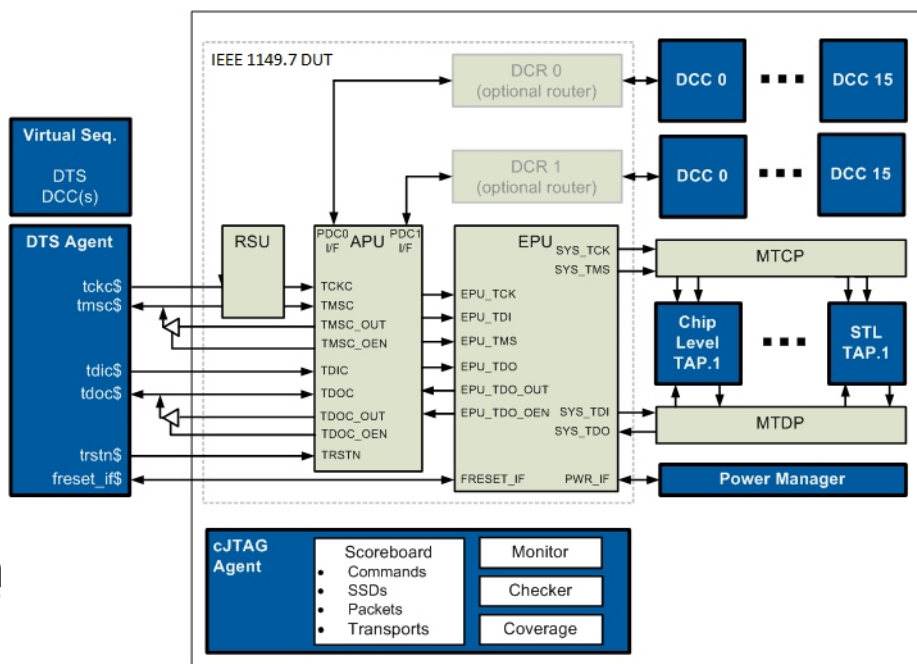 IEEE 1149.7 DUT
DCR 0
(optional router)
DCC 0
DCC 15
DCR 1
(optional router)
DCC 0
DCC 15
Virtual Seq.
DTS
DCC(s)
DTS Agent
tckc$
tmsc$
tdic$
tdoc$
trstn$
freset_if$
RSU
PDC0
I/F
APU
PDC1
I/F
TCKC
TMSC
TMSC_OUT
TMSC_OEN
TDIC
TDOC
TDOC_OUT
TDOC_OEN
TRSTN
EPU
EPU_TCK
EPU_TDI
EPU_TMS
EPU_TDO
EPU_TDO_OUT
EPU_TDO_OEN
FRESET_IF
SYS_TCK
SYS_TMS
SYS_TDI
SYS_TDO
PWR_IF
MTCP
Chip
Level
TAP.1
STL
TAP.1
MTDP
Power Manager
cJTAG
Agent
Scoreboard
• Commands
• SSDs
• Packets
• Transports
Monitor
Checker
Coverage